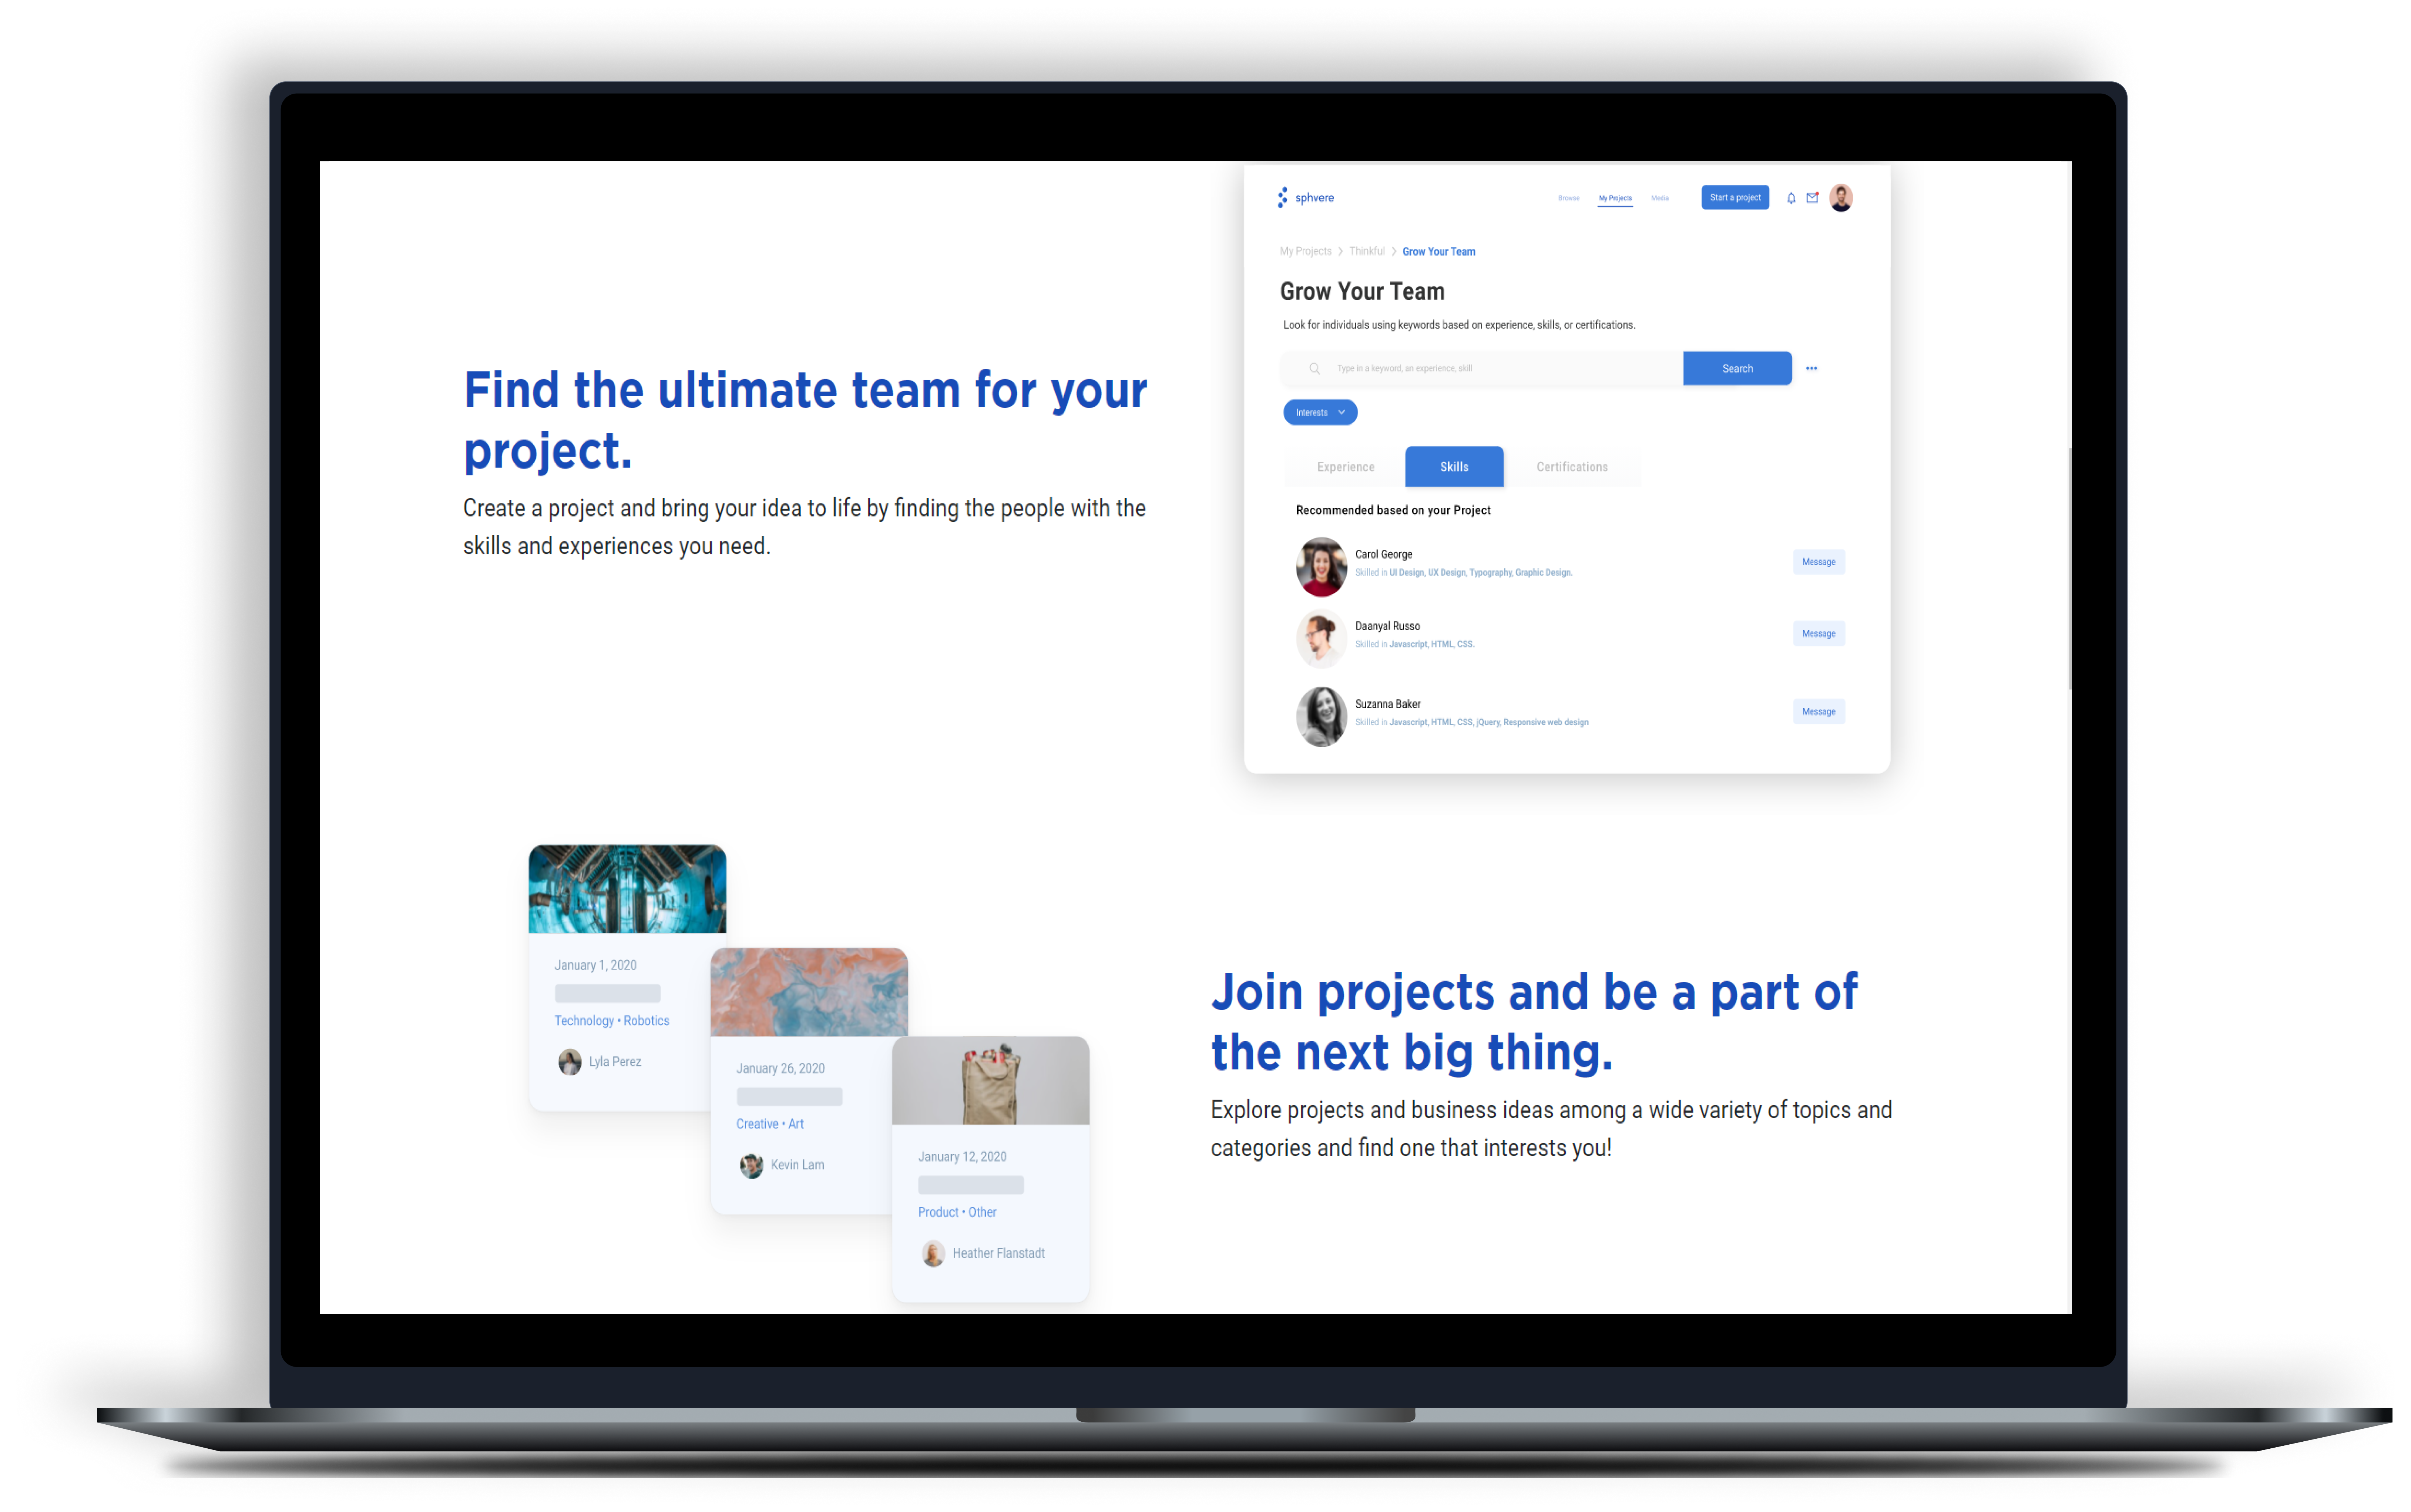 sphvere
Browse My Projects Media Start a project
My Projects > Thinkful > Grow Your Team
Grow Your Team
Look for individuals using keywords based on experience, skills, or certifications.
Type in a keyword, an experience, skill Search
Interests
Experience Skills Certifications
Recommended based on your Project
Carol George
Skilled in UI Design, UX Design, Typography, Graphic Design.
Message
Daanyal Russo
Skilled in Javascript, HTML, CSS.
Message
Suzanna Baker
Skilled in Javascript, HTML, CSS, jQuery, Responsive web design
Message
Find the ultimate team for your
project.
Create a project and bring your idea to life by finding the people with the
skills and experiences you need.
January 1, 2020
Technology • Robotics
Lyla Perez
January 26, 2020
Creative • Art
Kevin Lam
January 12, 2020
Product • Other
Heather Flanstadt
Join projects and be a part of
the next big thing.
Explore projects and business ideas among a wide variety of topics and
categories and find one that interests you!